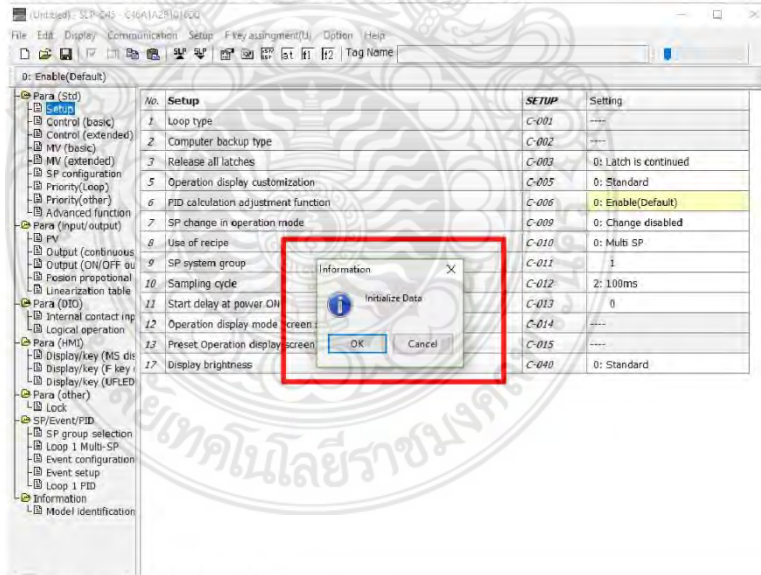 (Untitled) : SLP-C45 - C46A1A2R1016D0
File Edit Display Communication Setup F key assingment(U) Option Help
Tag Name
0: Enable(Default)
Para (Std)
Setup
Control (basic)
Control (extended)
MV (basic)
MV (extended)
SP configuration
Priority(Loop)
Priority(other)
Advanced function
Para (input/output)
PV
Output (continuous
Output (ON/OFF ou
Posion propotional
Linearization table
Para (DIO)
Internal contact inp
Logical operation
Para (HMI)
Display/key (MS dis
Display/key (F key
Display/key (UFLED
Para (other)
Lock
SP/Event/PID
SP group selection
Loop 1 Multi-SP
Event configuration
Event setup
Loop 1 PID
Information
Model identification
No. Setup SETUP Setting
1 Loop type C-001 ----
2 Computer backup type C-002 ----
3 Release all latches C-003 0: Latch is continued
5 Operation display customization C-005 0: Standard
6 PID calculation adjustment function C-006 0: Enable(Default)
7 SP change in operation mode C-009 0: Change disabled
8 Use of recipe C-010 0: Multi SP
9 SP system group C-011 1
10 Sampling cycle C-012 2: 100ms
11 Start delay at power ON C-013 0
12 Operation display mode screen C-014 ----
13 Preset Operation display screen C-015 ----
17 Display brightness C-040 0: Standard
Information
Initialize Data
OK Cancel